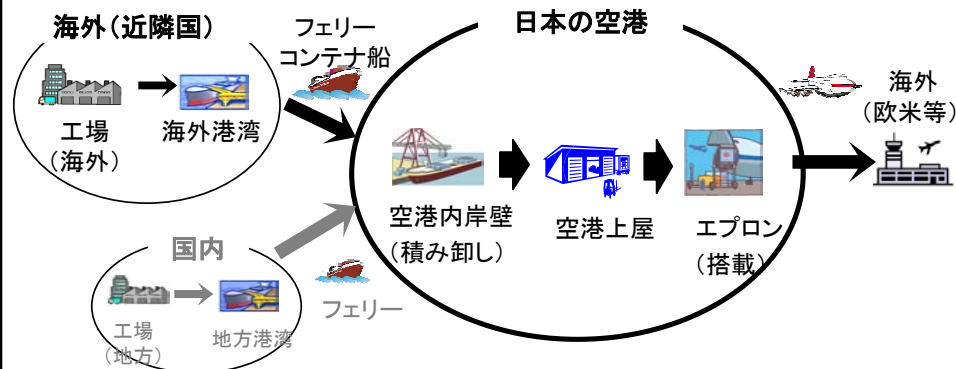 海外(近隣国)
フェリー
コンテナ船
日本の空港
工場
(海外)
海外港湾
海外
(欧米等)
空港内岸壁
(積み卸し)
空港上屋
エプロン
(搭載)
国内
工場
(地方)
地方港湾
フェリー